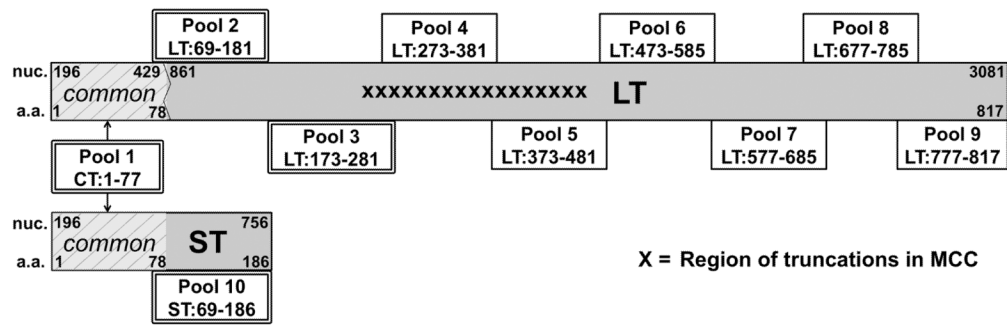 Pool 2
LT:69-181
Pool 4
LT:273-381
Pool 6
LT:473-585
Pool 8
LT:677-785
nuc. 196 429 861 3081
common XXXXXXXXXXXXXXXXX LT
a.a. 1 78 817
Pool 1
CT:1-77
Pool 3
LT:173-281
Pool 5
LT:373-481
Pool 7
LT:577-685
Pool 9
LT:777-817
nuc. 196 756
common ST
a.a. 1 78 186
X = Region of truncations in MCC
Pool 10
ST:69-186